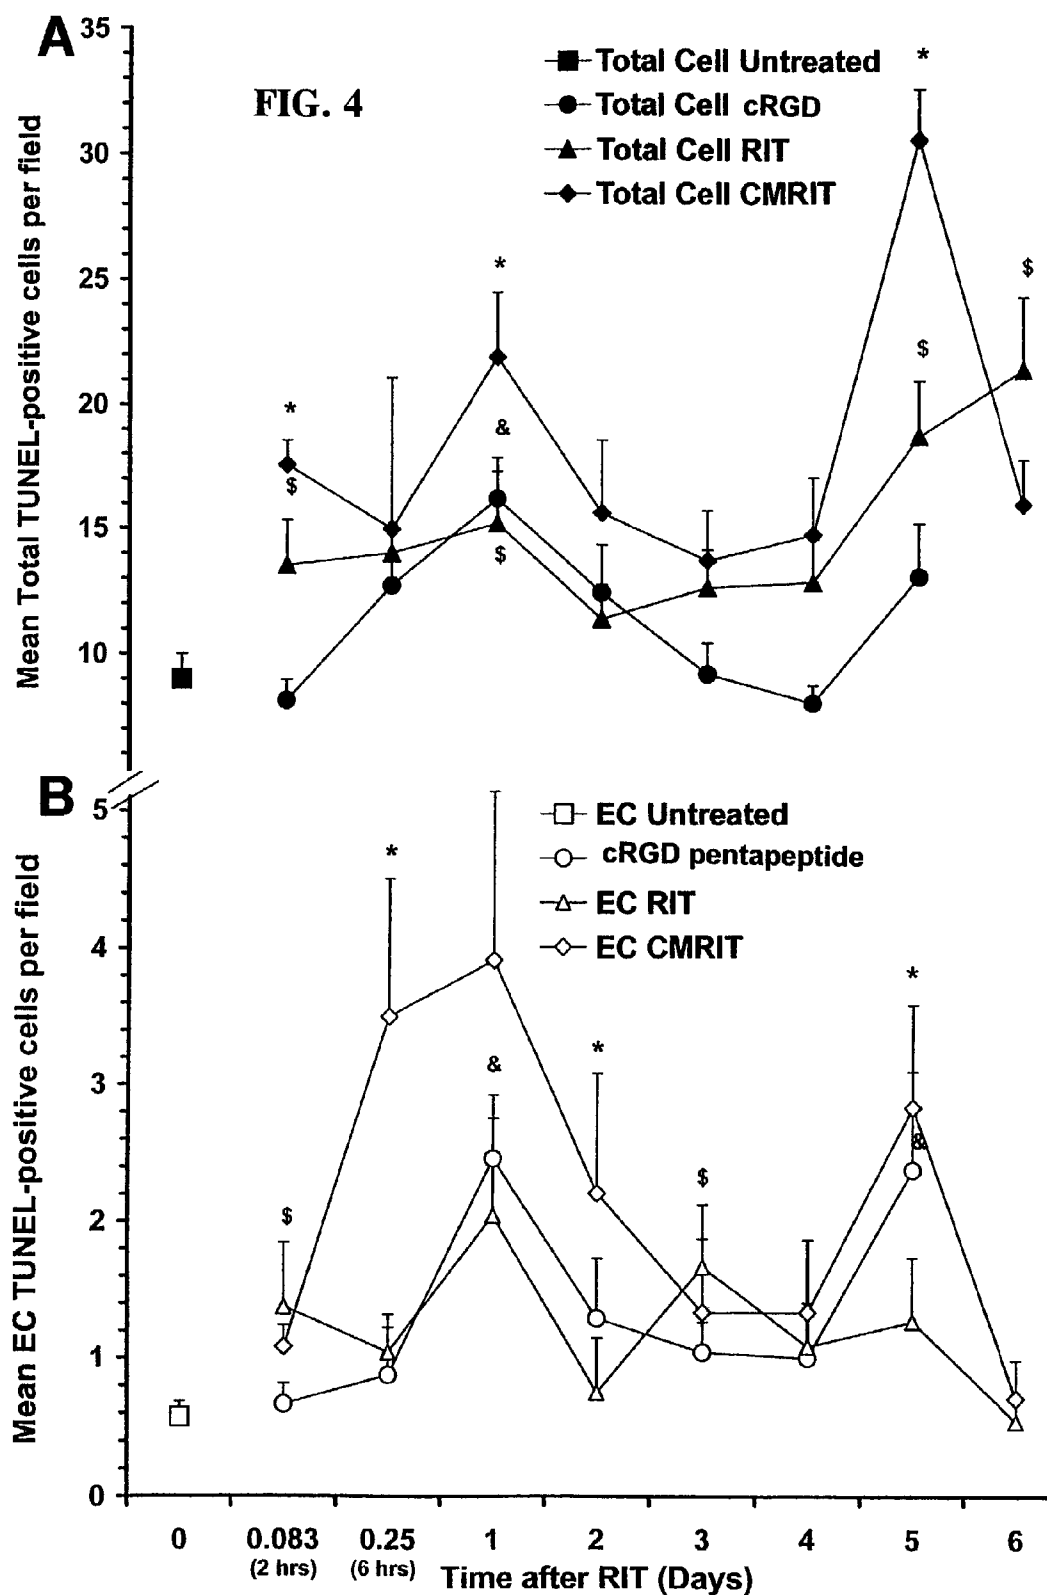 A
35
FIG. 4
Total Cell Untreated
Total Cell cRGD
Total Cell RIT
Total Cell CMRIT
*
30
25
20
15
10
Mean Total TUNEL-positive cells per field
*
$
*
&
$
$
$
B
5
EC Untreated
cRGD pentapeptide
EC RIT
EC CMRIT
4
3
2
1
0
Mean EC TUNEL-positive cells per field
$
*
&
*
$
*
&
0 0.083 0.25 1 2 3 4 5 6
(2 hrs) (6 hrs)
Time after RIT (Days)